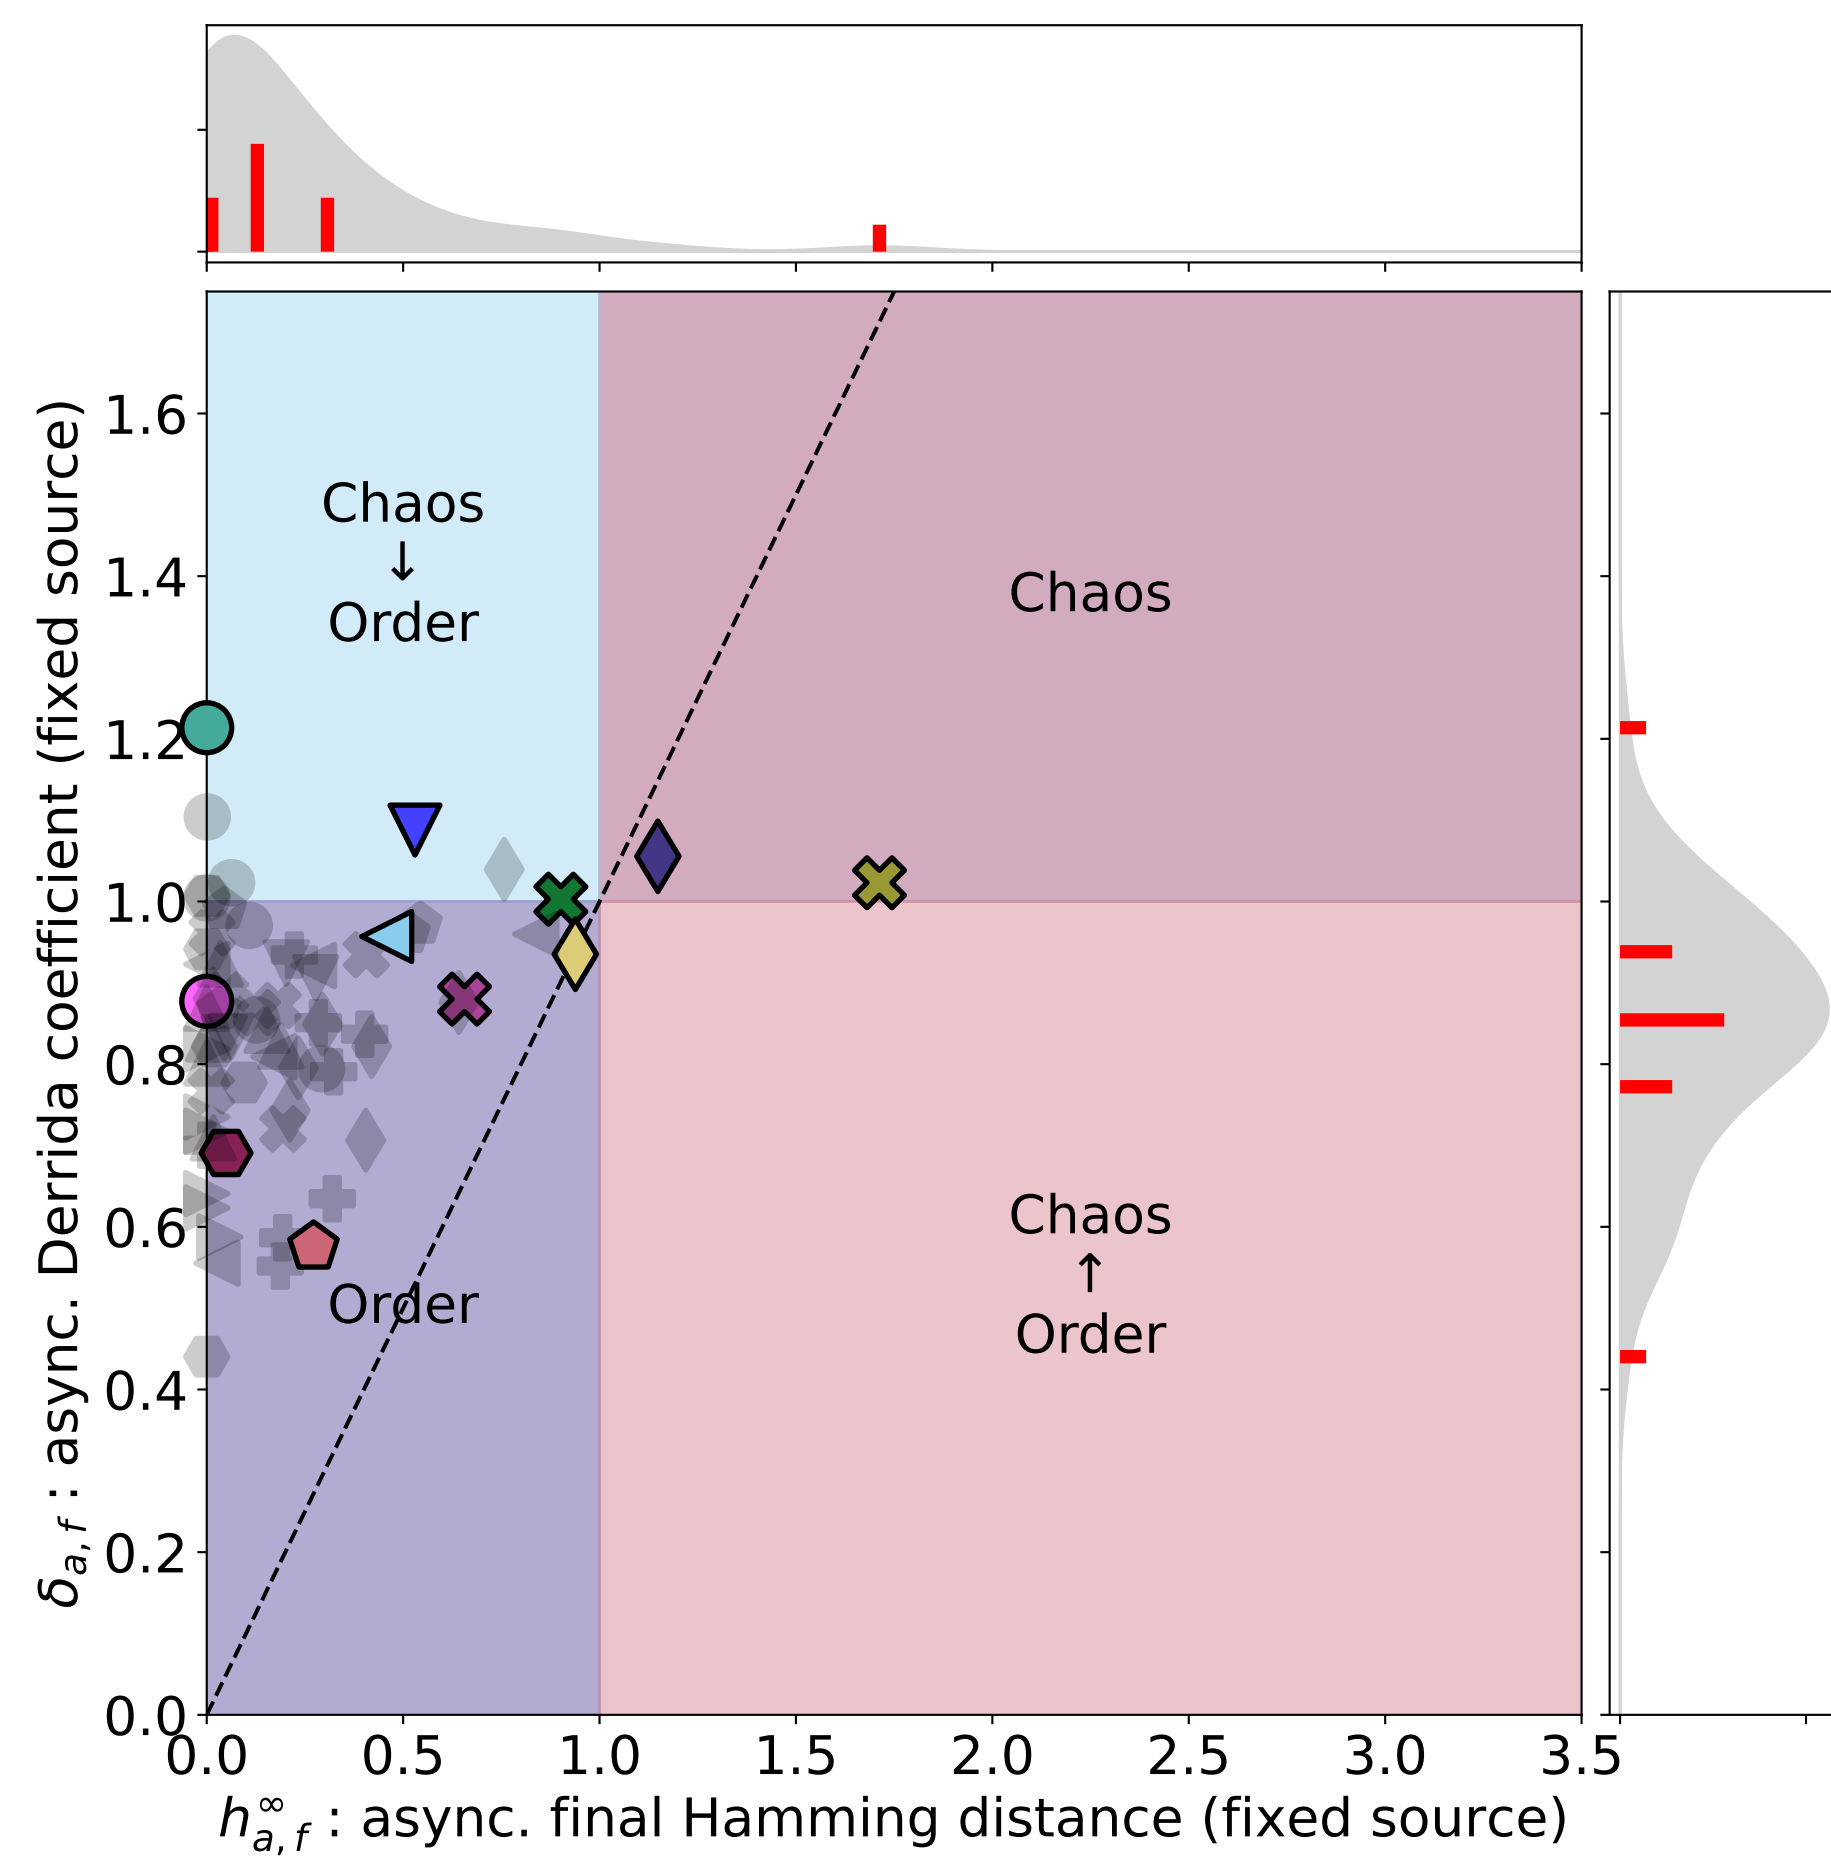 δa,f : async. Derrida coefficient (fixed source)
1.6
1.4
1.2
1.0
0.8
0.6
0.4
0.2
0.0
Chaos
↓
Order
Chaos
Order
Chaos
↑
Order
0.0 0.5 1.0 1.5 2.0 2.5 3.0 3.5
h∞a,f : async. final Hamming distance (fixed source)